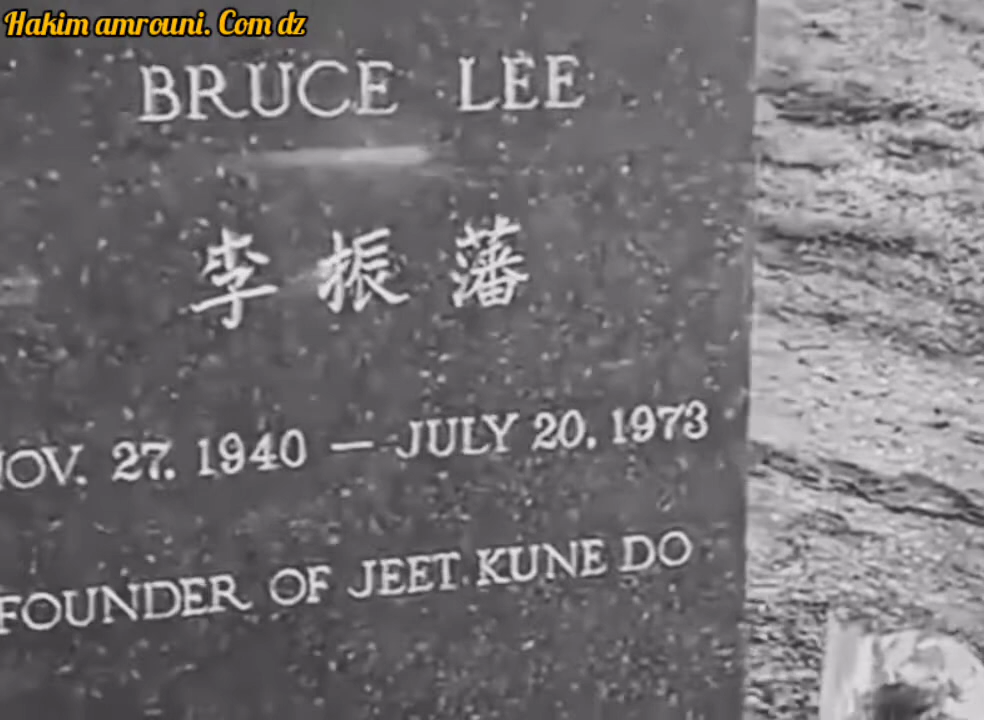 Hakim amrouni. Com dz
BRUCE LEE
李振藩
NOV. 27. 1940 — JULY 20. 1973
FOUNDER OF JEET KUNE DO